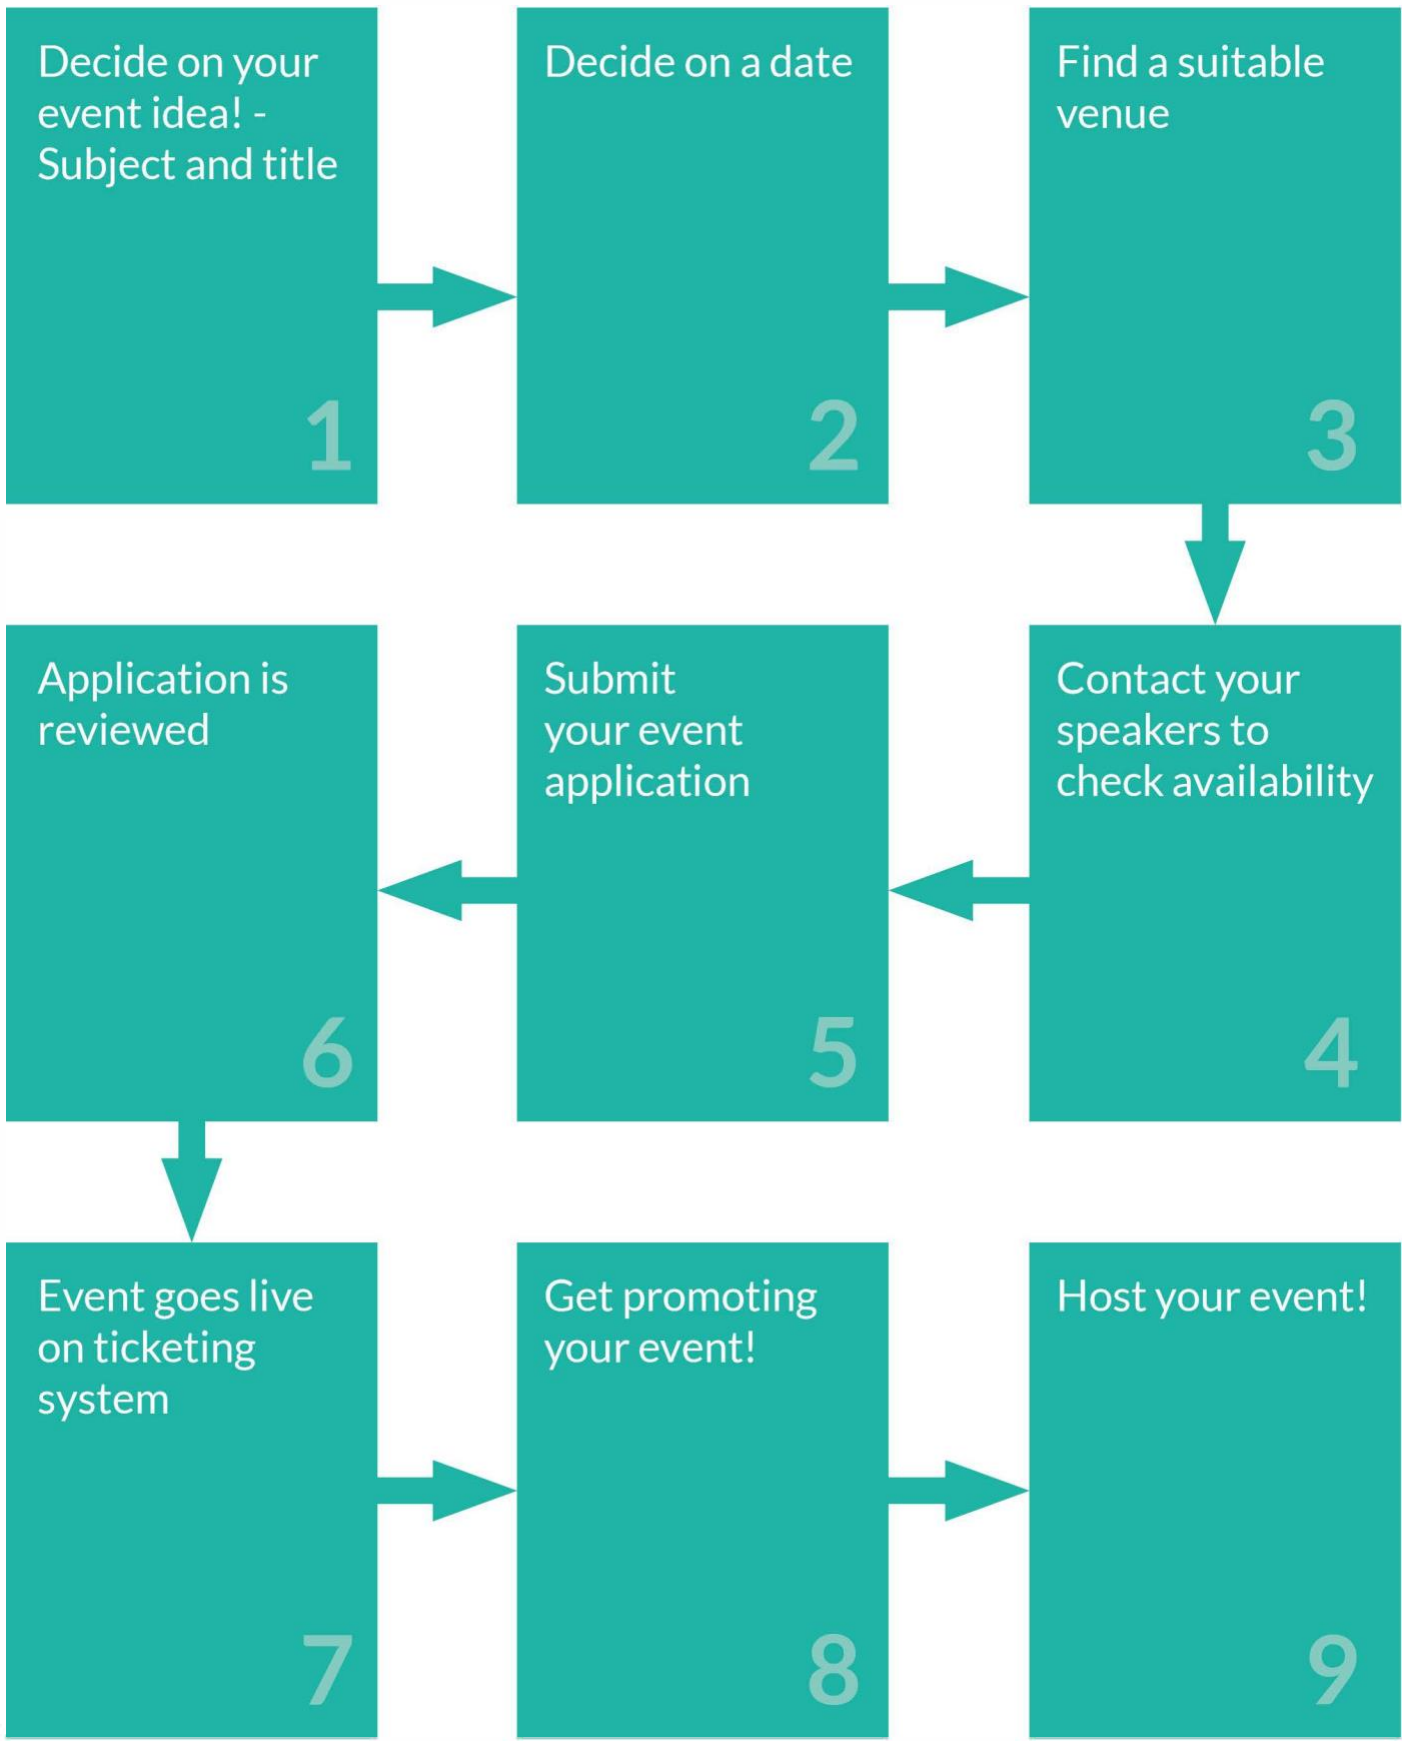 Decide on your
event idea! -
Subject and title
1
Decide on a date
2
Find a suitable
venue
3
Contact your
speakers to
check availability
4
Submit
your event
application
5
Application is
reviewed
6
Event goes live
on ticketing
system
7
Get promoting
your event!
8
Host your event!
9